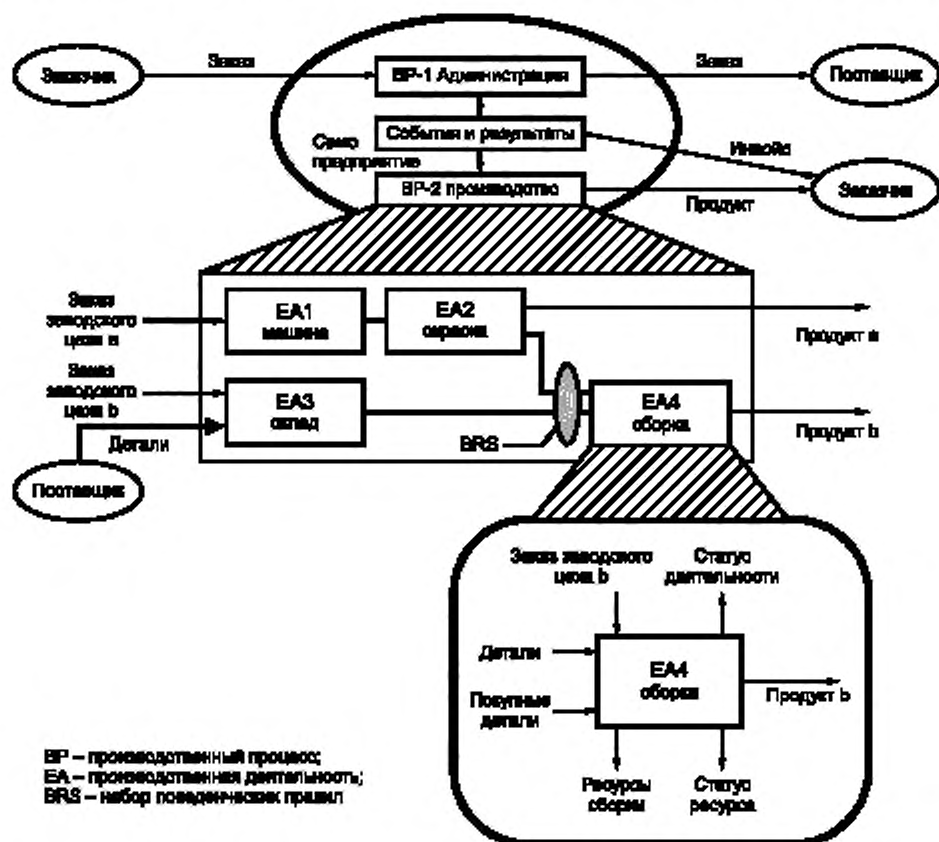 Заказчик
Заказ
BP-1 Администрация
Заказ
Поставщик
События и результаты
Само
предприятие
Инвойс
BP-2 производство
Продукт
Заказчик
Заказ
заводского
цеха a
EA1
машина
EA2
окраска
Продукт a
Заказ
заводского
цеха b
EA3
склад
EA4
сборка
Детали
BRS
Продукт b
Поставщик
Заказ заводского
цеха b
Статус
деятельности
Детали
EA4
сборка
Покупные
детали
Продукт b
Ресурсы
сборки
Статус
ресурса
BP – производственный процесс;
EA – производственная деятельность;
BRS – набор поведенческих правил